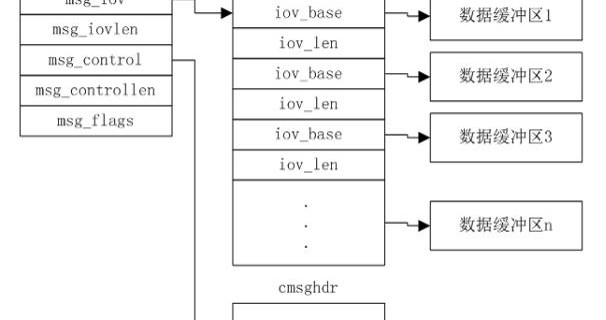 msg_iov
msg_iovlen
msg_control
msg_controllen
msg_flags
iov_base
iov_len
iov_base
iov_len
iov_base
iov_len
.
.
.
数据缓冲区1
数据缓冲区2
数据缓冲区3
数据缓冲区n
cmsghdr